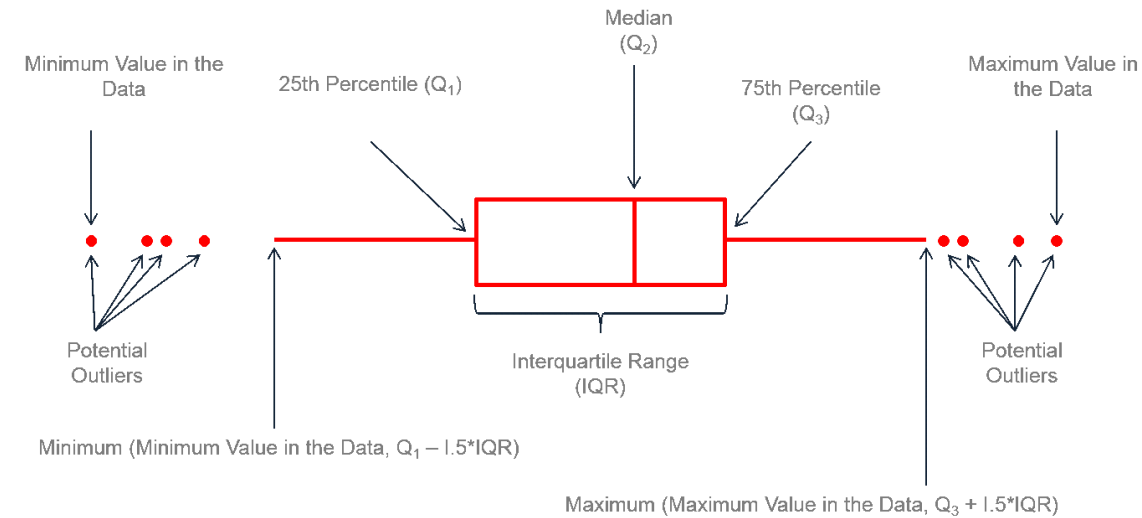 Median
(Q₂)
Minimum Value in the
Data
25th Percentile (Q₁)
75th Percentile
(Q₃)
Maximum Value in
the Data
Potential
Outliers
Interquartile Range
(IQR)
Potential
Outliers
Minimum (Minimum Value in the Data, Q₁ – I.5*IQR)
Maximum (Maximum Value in the Data, Q₃ + I.5*IQR)